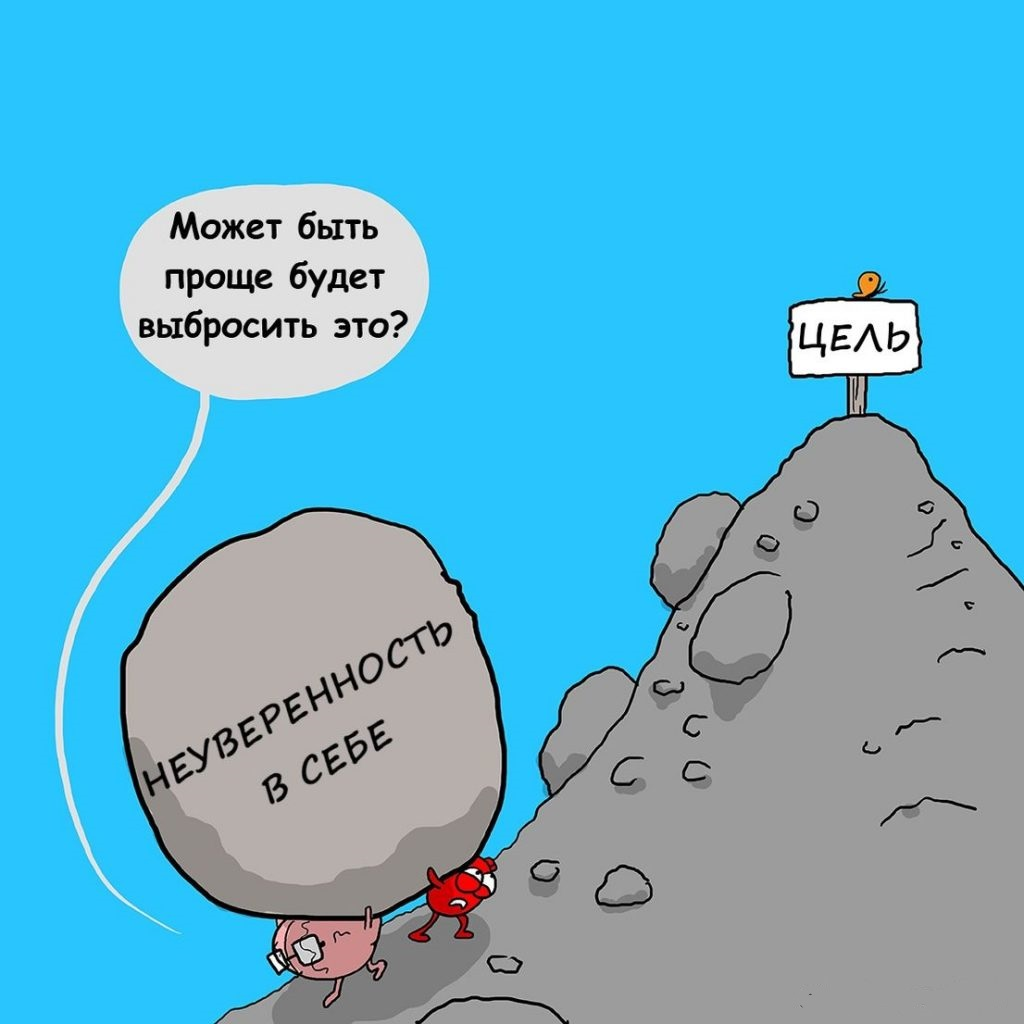 Может быть
проще будет
выбросить это?
ЦЕЛЬ
НЕУВЕРЕННОСТЬ
В СЕБЕ